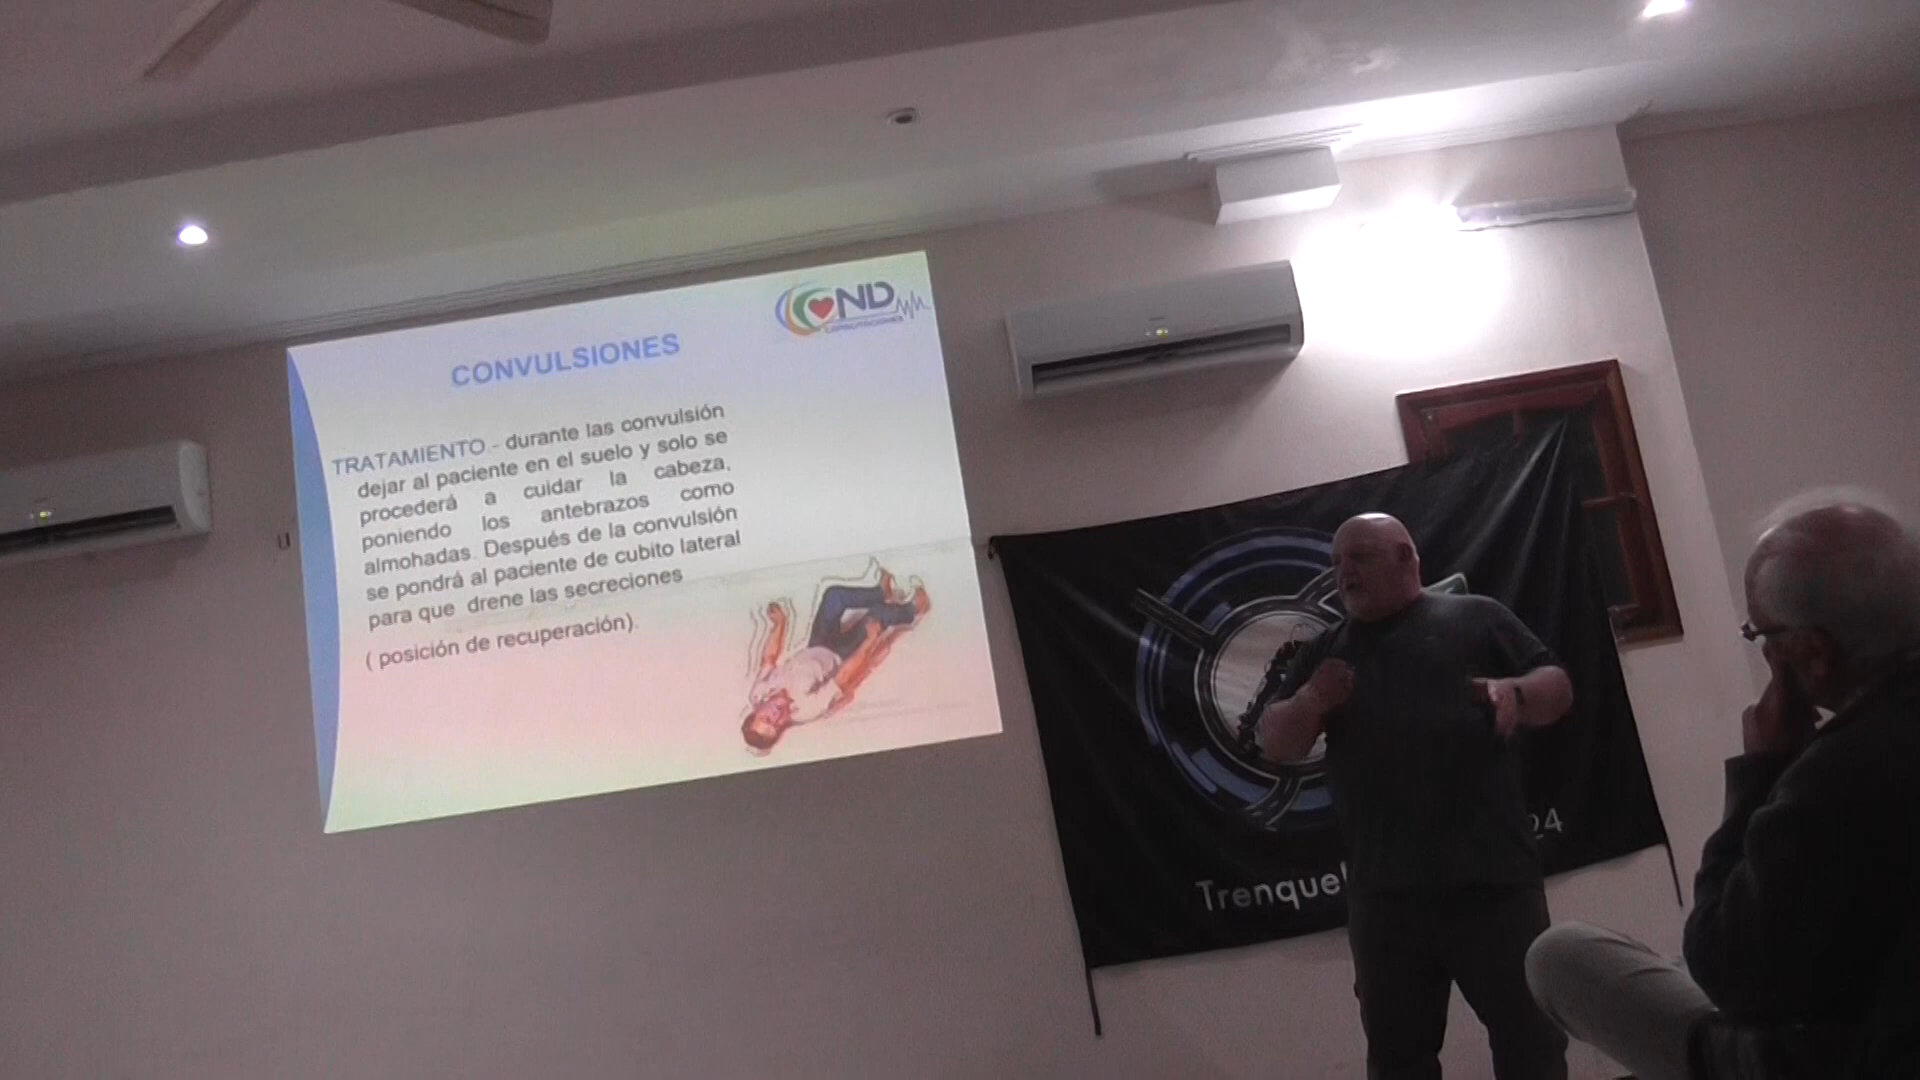 ND
CONVULSIONES
TRATAMIENTO - durante las convulsión
dejar al paciente en el suelo y solo se
procederá a cuidar la cabeza,
poniendo los antebrazos como
almohadas. Después de la convulsión
se pondrá al paciente de cubito lateral
para que drene las secreciones
( posición de recuperación).
24
Trenquel